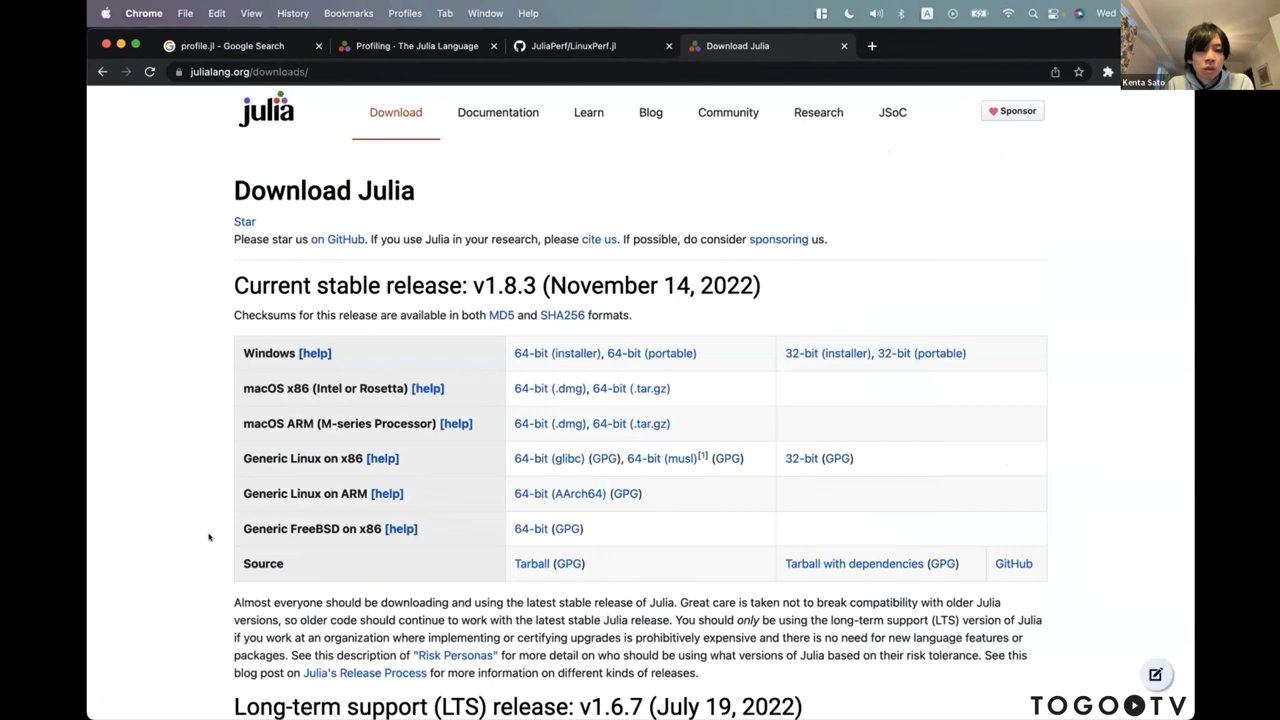 Chrome File Edit View History Bookmarks Profiles Tab Window Help A Wed
profile.jl - Google Search Profiling · The Julia Language JuliaPerf/LinuxPerf.jl Download Julia
julialang.org/downloads/
Kenta Sato
julia Download Documentation Learn Blog Community Research JSoC Sponsor
Download Julia
Star
Please star us on GitHub. If you use Julia in your research, please cite us. If possible, do consider sponsoring us.
Current stable release: v1.8.3 (November 14, 2022)
Checksums for this release are available in both MD5 and SHA256 formats.
Windows [help] 64-bit (installer), 64-bit (portable) 32-bit (installer), 32-bit (portable)
macOS x86 (Intel or Rosetta) [help] 64-bit (.dmg), 64-bit (.tar.gz)
macOS ARM (M-series Processor) [help] 64-bit (.dmg), 64-bit (.tar.gz)
Generic Linux on x86 [help] 64-bit (glibc) (GPG), 64-bit (musl)[1] (GPG) 32-bit (GPG)
Generic Linux on ARM [help] 64-bit (AArch64) (GPG)
Generic FreeBSD on x86 [help] 64-bit (GPG)
Source Tarball (GPG) Tarball with dependencies (GPG) GitHub
Almost everyone should be downloading and using the latest stable release of Julia. Great care is taken not to break compatibility with older Julia
versions, so older code should continue to work with the latest stable Julia release. You should only be using the long-term support (LTS) version of Julia
if you work at an organization where implementing or certifying upgrades is prohibitively expensive and there is no need for new language features or
packages. See this description of "Risk Personas" for more detail on who should be using what versions of Julia based on their risk tolerance. See this
blog post on Julia's Release Process for more information on different kinds of releases.
Long-term support (LTS) release: v1.6.7 (July 19, 2022)
TOGO TV